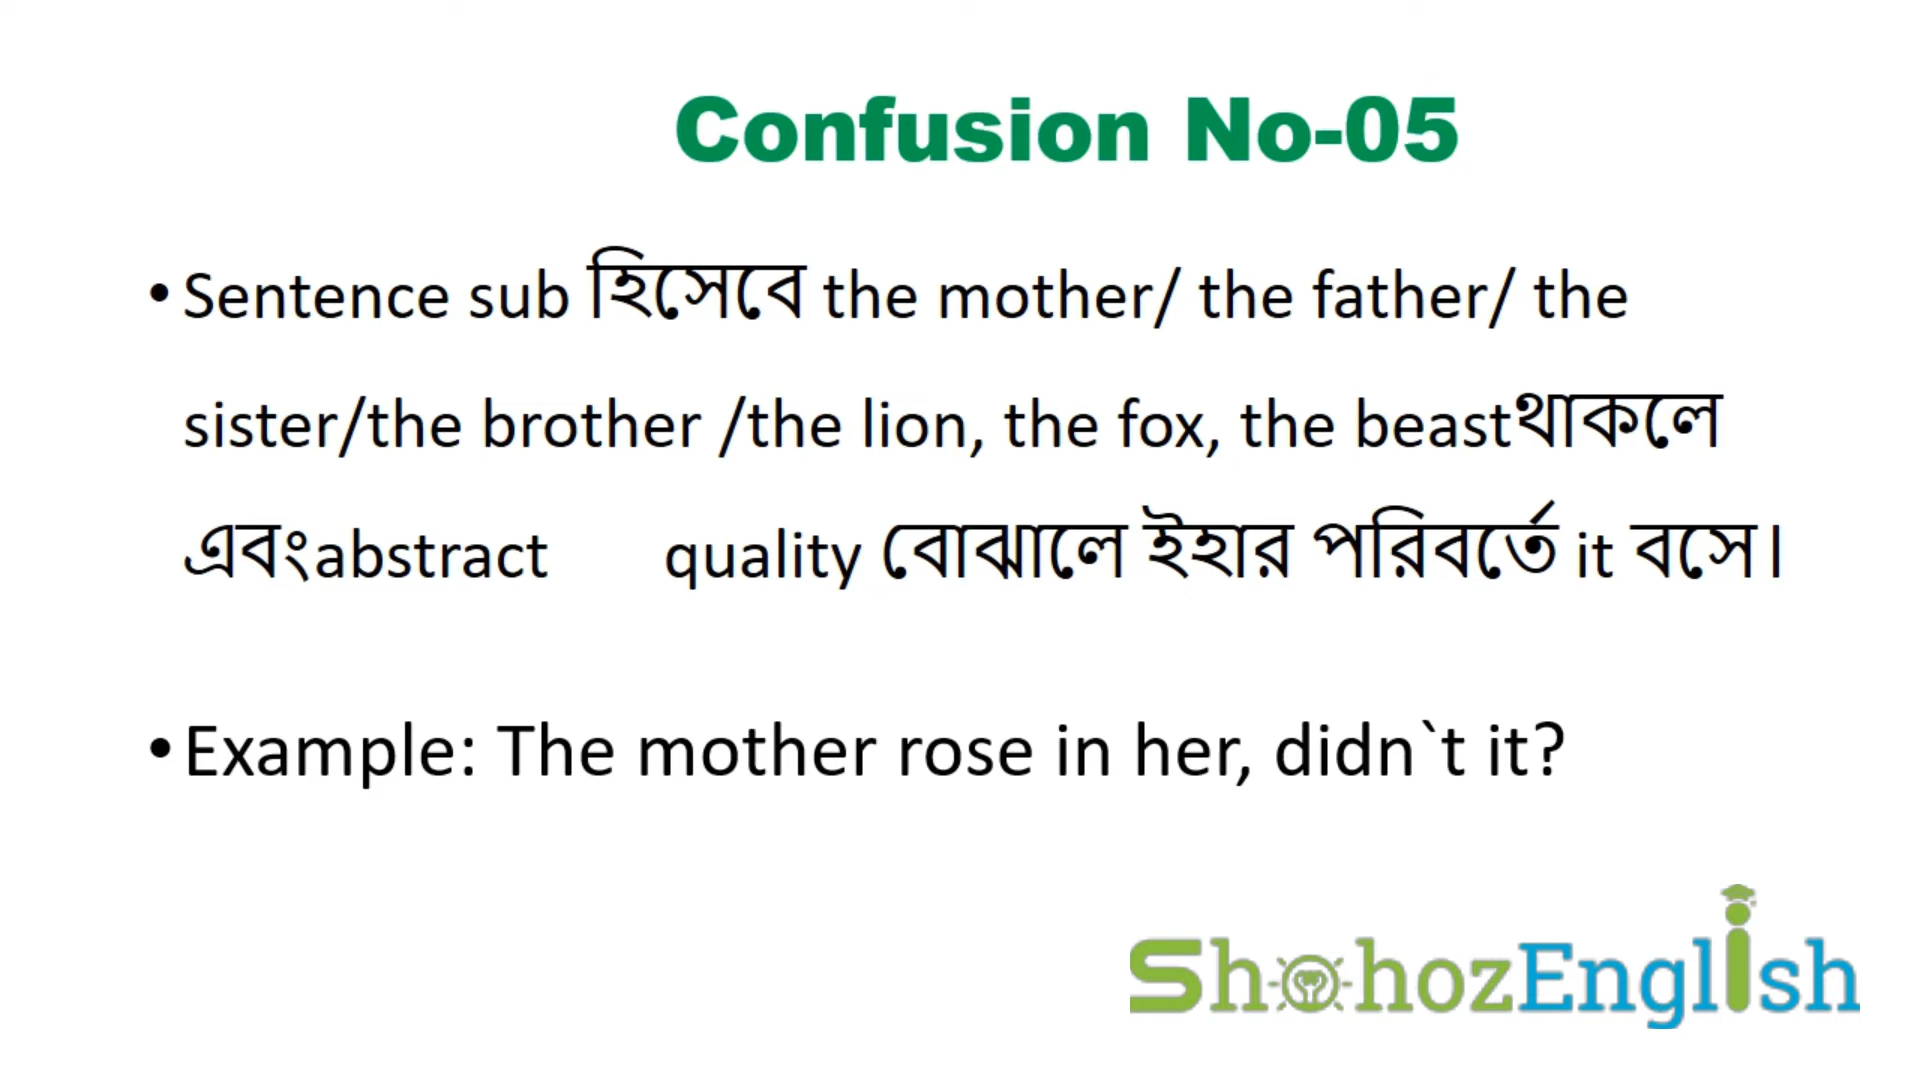 Confusion No-05
• Sentence sub হিসেবে the mother/ the father/ the
sister/the brother /the lion, the fox, the beastথাকলে
এবংabstract quality বোঝালে ইহার পরিবর্তে it বসে।
• Example: The mother rose in her, didn`t it?
ShohozEnglish